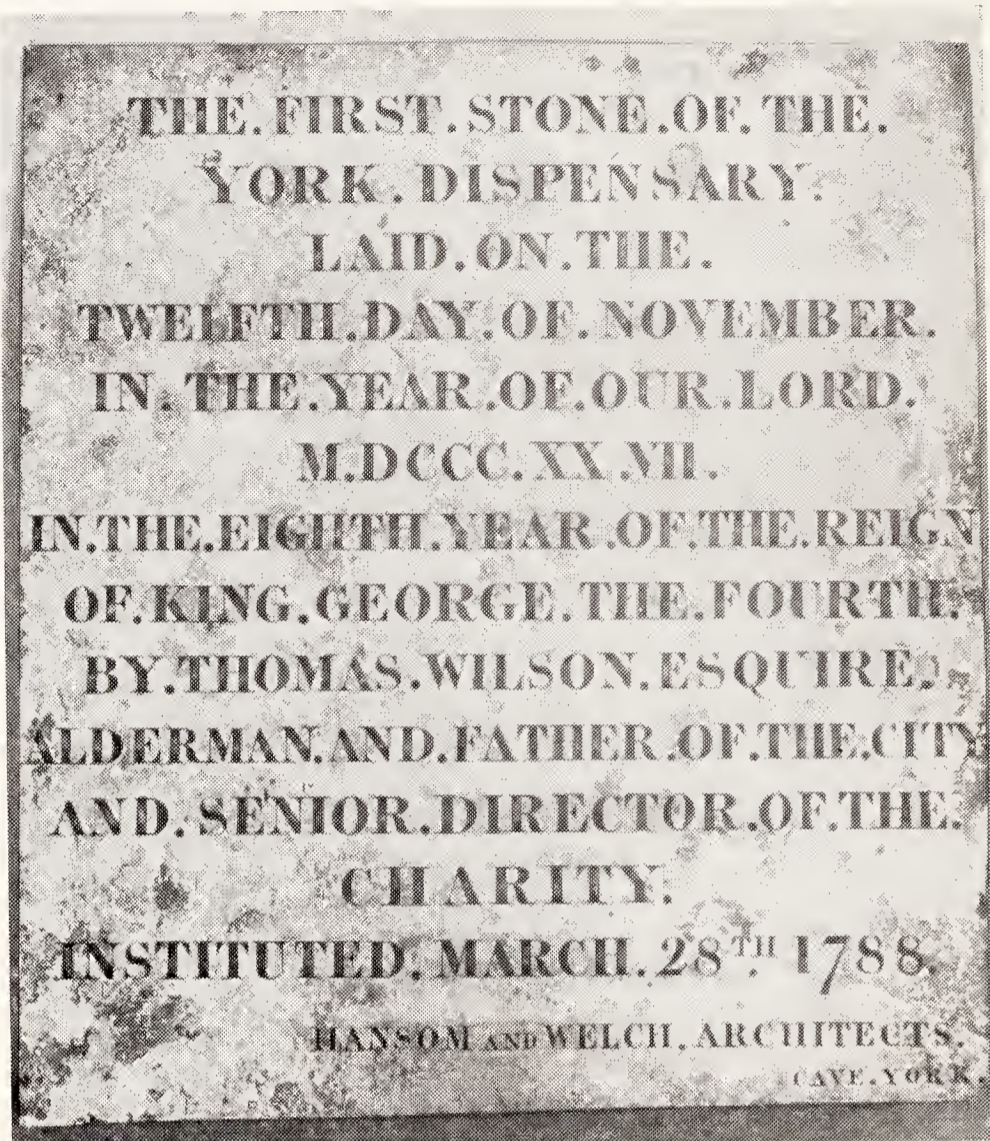 THE.FIRST.STONE.OF.THE.
YORK.DISPENSARY.
LAID.ON.THE.
TWELFTH.DAY.OF.NOVEMBER.
IN.THE.YEAR.OF.OUR.LORD.
M.DCCC.XX.VII.
IN.THE.EIGHTH.YEAR.OF.THE.REIGN
OF.KING.GEORGE.THE.FOURTH.
BY.THOMAS.WILSON.ESQUIRE.
ALDERMAN.AND.FATHER.OF.THE.CITY
AND.SENIOR.DIRECTOR.OF.THE.
CHARITY.
INSTITUTED.MARCH.28TH.1788.
HANSOM AND WELCH.ARCHITECTS.
CAVE.YORK.